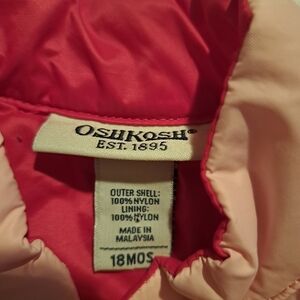 OSHKOSH®
EST. 1895
OUTER SHELL:
100% NYLON
LINING:
100% NYLON
MADE IN
MALAYSIA
18MOS